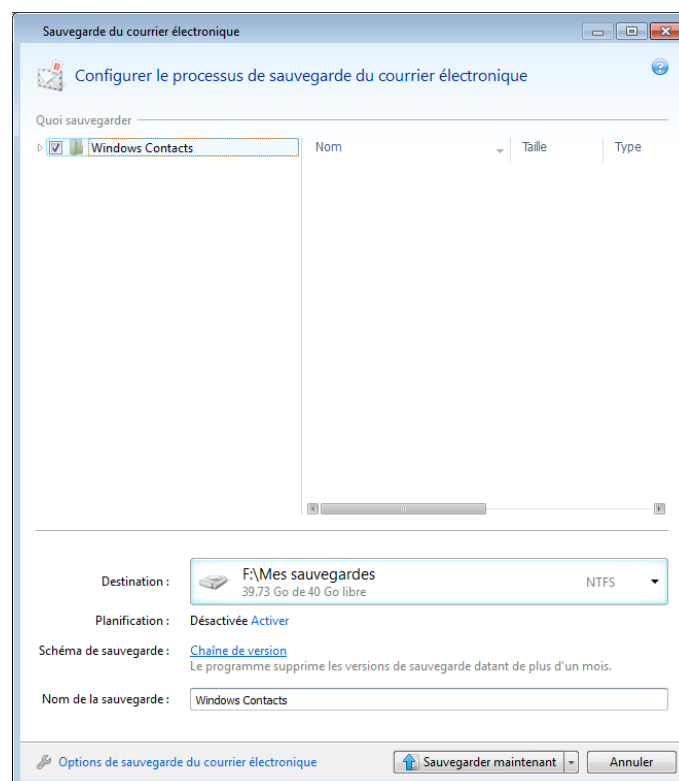 Sauvegarde du courrier électronique
Configurer le processus de sauvegarde du courrier électronique
Quoi sauvegarder
Windows Contacts
Nom Taille Type
Destination :
F:\Mes sauvegardes
39.73 Go de 40 Go libre
NTFS
Planification : Désactivée Activer
Schéma de sauvegarde : Chaîne de version
Le programme supprime les versions de sauvegarde datant de plus d'un mois.
Nom de la sauvegarde : Windows Contacts
Options de sauvegarde du courrier électronique Sauvegarder maintenant Annuler